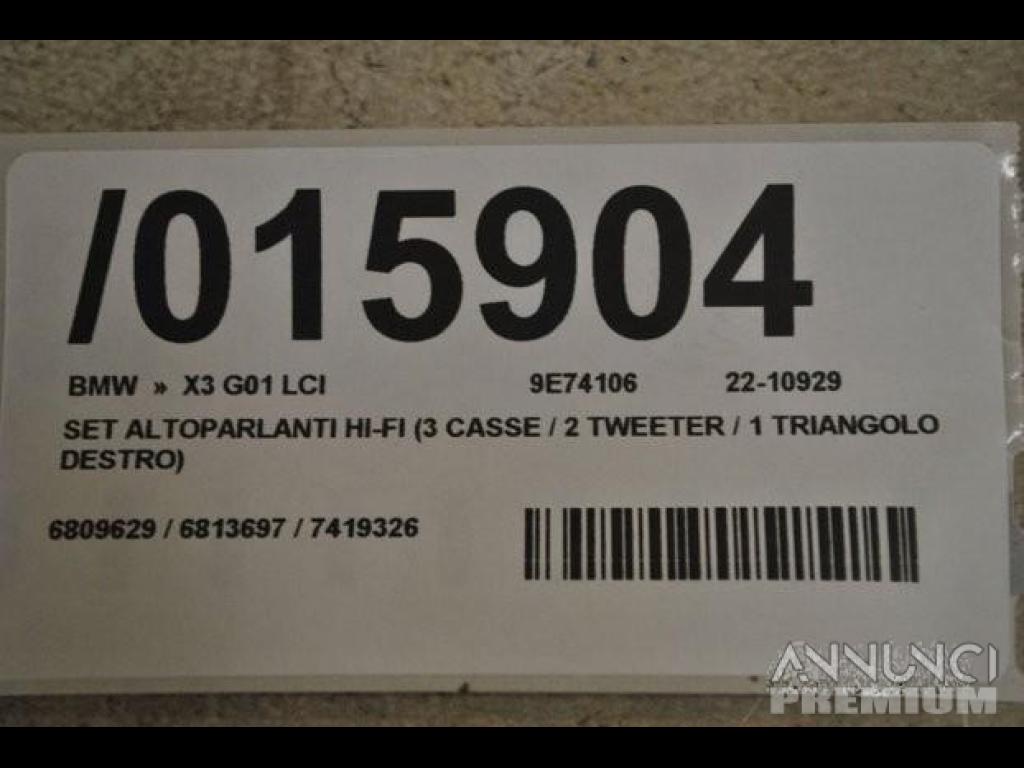 /015904
BMW » X3 G01 LCI 9E74106 22-10929
SET ALTOPARLANTI HI-FI (3 CASSE / 2 TWEETER / 1 TRIANGOLO
DESTRO)
6809629 / 6813697 / 7419326
ANNUNCI
PREMIUM